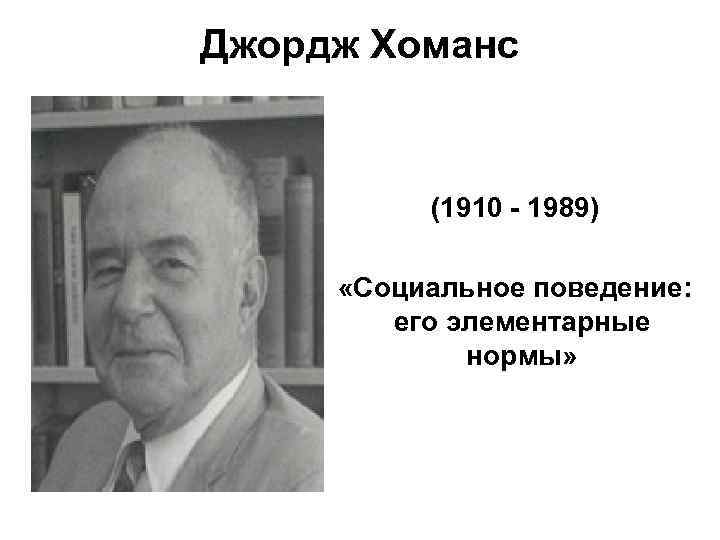 Джордж Хоманс
(1910 - 1989)
«Социальное поведение:
его элементарные
нормы»